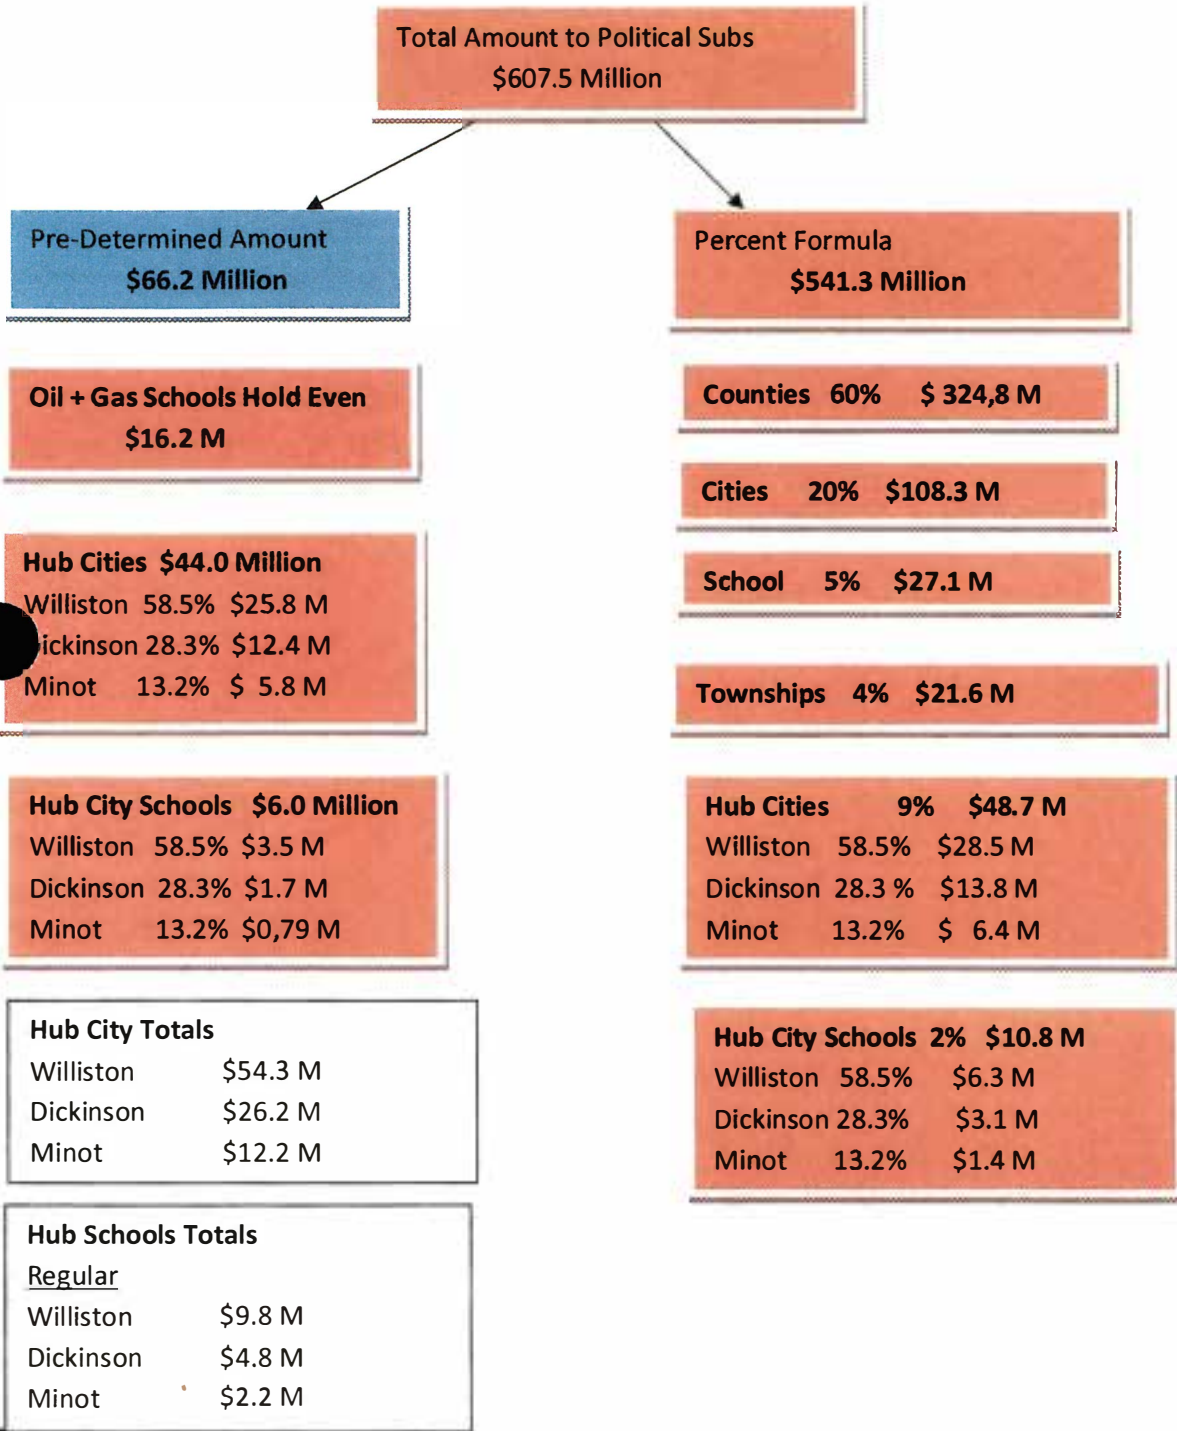 Total Amount to Political Subs
$607.5 Million
Pre-Determined Amount
$66.2 Million
Oil + Gas Schools Hold Even
$16.2 M
Hub Cities $44.0 Million
Williston 58.5% $25.8 M
ickinson 28.3% $12.4 M
Minot 13.2% $ 5.8 M
Hub City Schools $6.0 Million
Williston 58.5% $3.5 M
Dickinson 28.3% $1.7 M
Minot 13.2% $0,79 M
Hub City Totals
Williston $54.3 M
Dickinson $26.2 M
Minot $12.2 M
Hub Schools Totals
Regular
Williston $9.8 M
Dickinson $4.8 M
Minot $2.2 M
Percent Formula
$541.3 Million
Counties 60% $ 324,8 M
Cities 20% $108.3 M
School 5% $27.1 M
Townships 4% $21.6 M
Hub Cities 9% $48.7 M
Williston 58.5% $28.5 M
Dickinson 28.3 % $13.8 M
Minot 13.2% $ 6.4 M
Hub City Schools 2% $10.8 M
Williston 58.5% $6.3 M
Dickinson 28.3% $3.1 M
Minot 13.2% $1.4 M